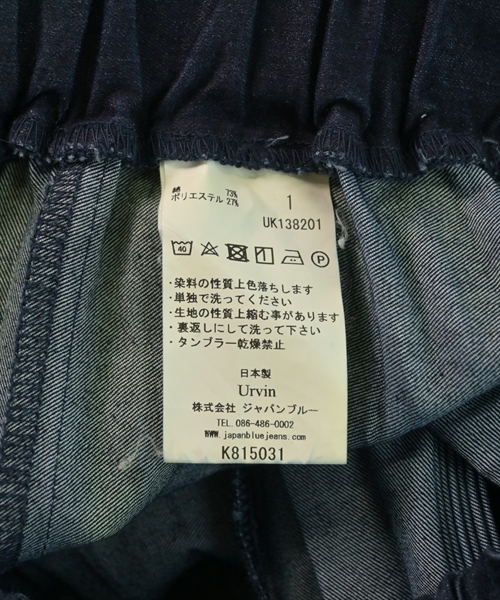 綿 73%
ポリエステル 27%
1
UK138201
40
P
・染料の性質上色落ちします
・単独で洗ってください
・生地の性質上縮む事があります
・裏返しにして洗って下さい
・タンブラー乾燥禁止
日本製
Urvin
株式会社 ジャパンブルー
TEL.086-486-0002
www.japanbluejeans.com
K815031